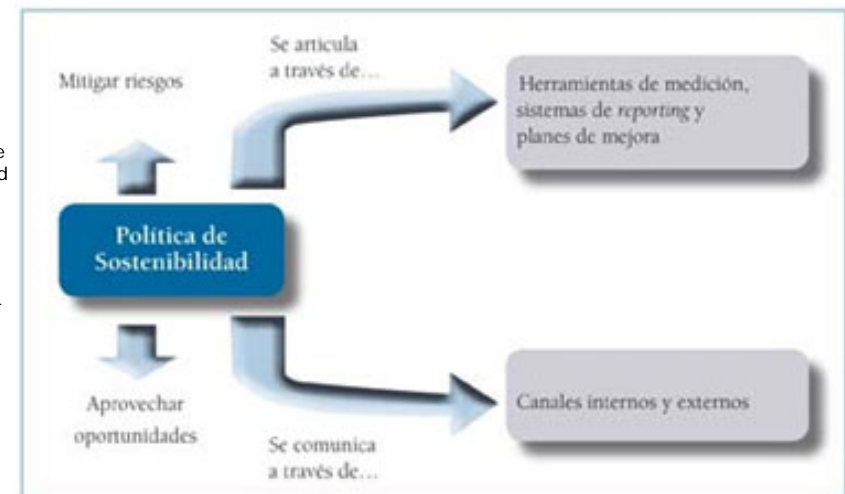 Se articula
a través de...
Mitigar riesgos
Herramientas de medición,
sistemas de reporting y
planes de mejora
e
d
Política de
Sostenibilidad
Aprovechar
oportunidades
Canales internos y externos
Se comunica
a través de...